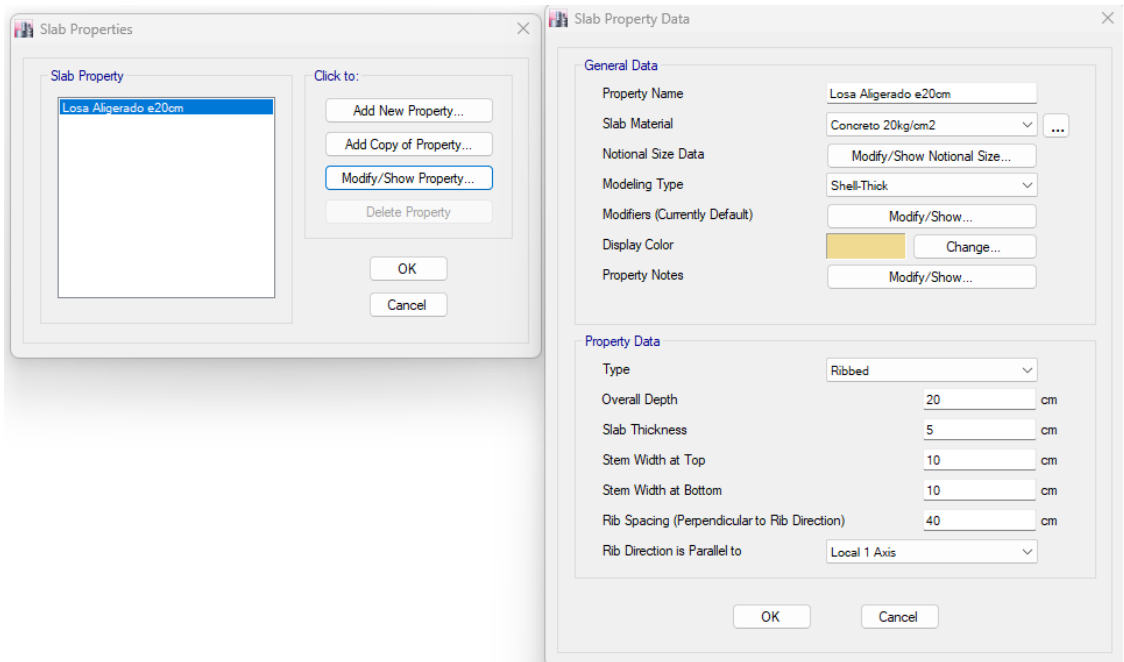 Slab Properties
Slab Property
Losa Aligerado e20cm
Click to:
Add New Property...
Add Copy of Property...
Modify/Show Property...
Delete Property
OK
Cancel
Slab Property Data
General Data
Property Name Losa Aligerado e20cm
Slab Material Concreto 20kg/cm2 ...
Notional Size Data Modify/Show Notional Size...
Modeling Type Shell-Thick
Modifiers (Currently Default) Modify/Show...
Display Color Change...
Property Notes Modify/Show...
Property Data
Type Ribbed
Overall Depth 20 cm
Slab Thickness 5 cm
Stem Width at Top 10 cm
Stem Width at Bottom 10 cm
Rib Spacing (Perpendicular to Rib Direction) 40 cm
Rib Direction is Parallel to Local 1 Axis
OK Cancel